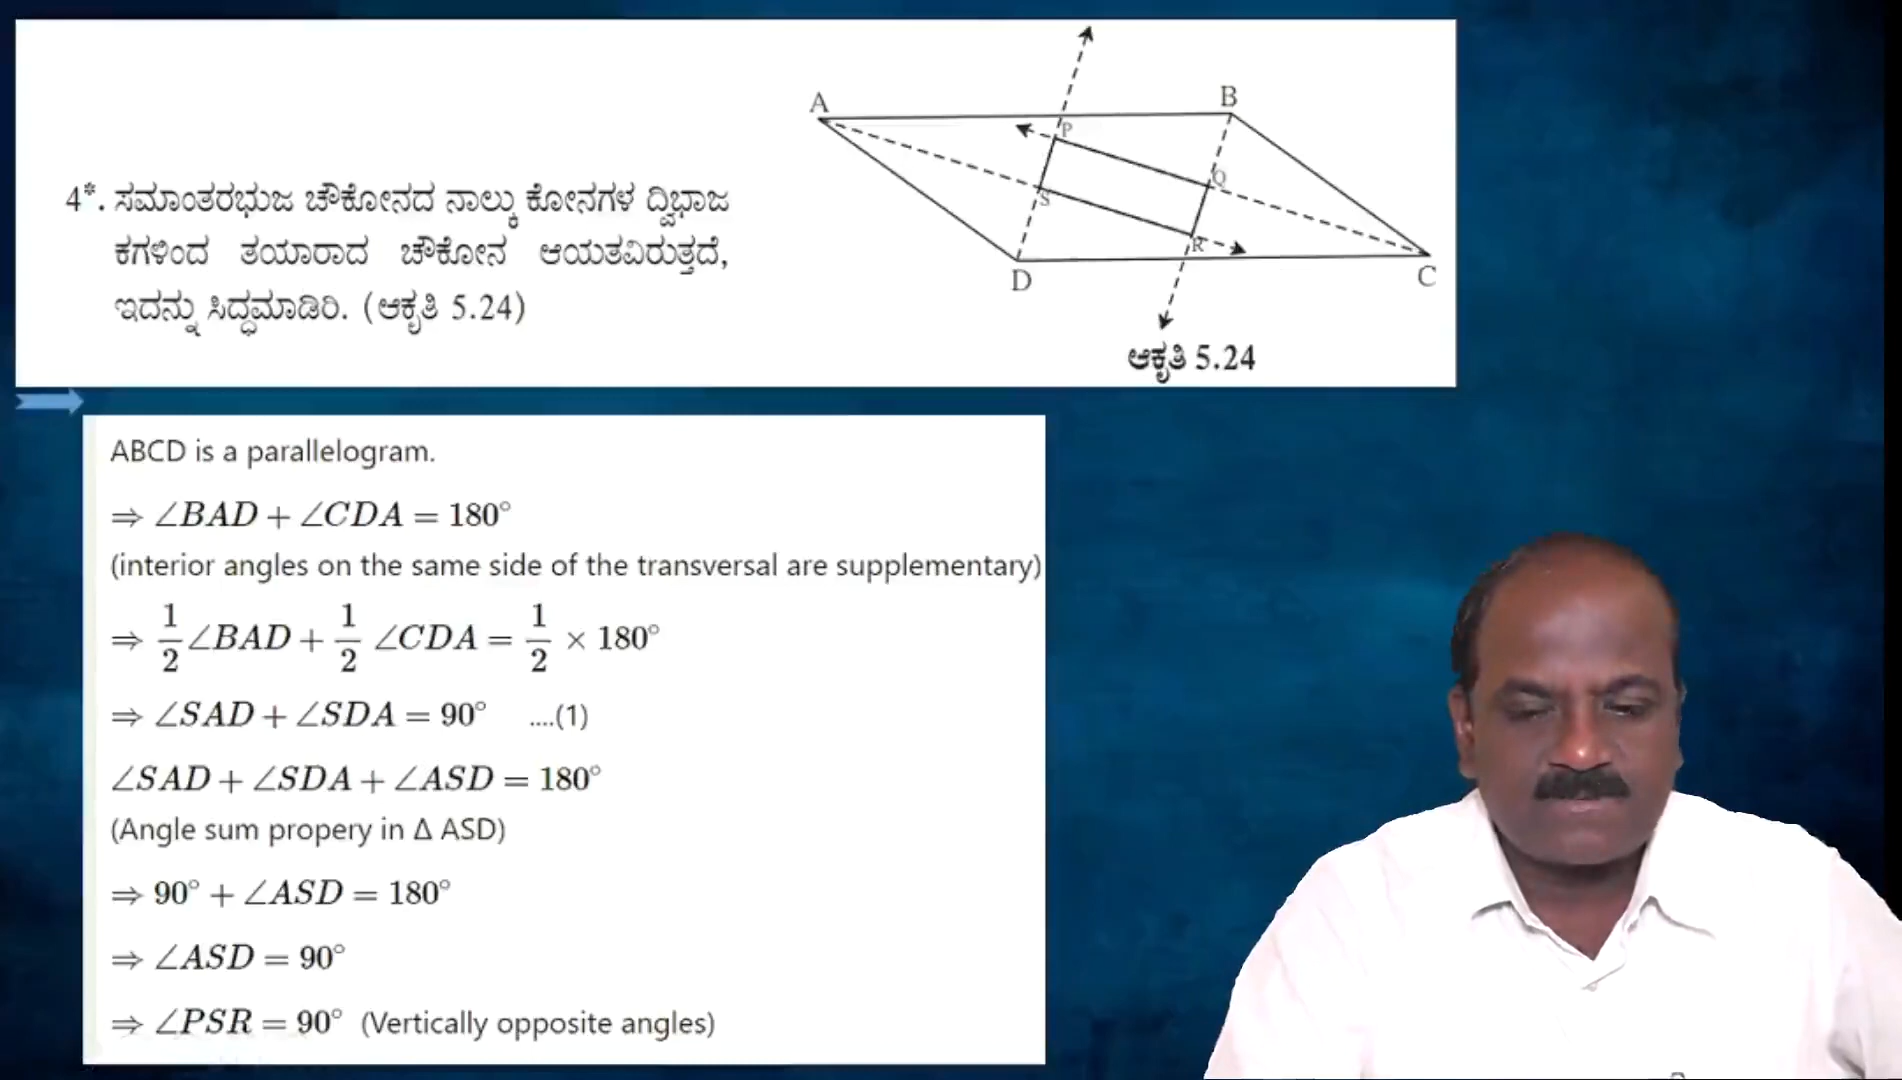 4*. ಸಮಾಂತರಭುಜ ಚೌಕೋನದ ನಾಲ್ಕು ಕೋನಗಳ ದ್ವಿಭಾಜ
ಕಗಳಿಂದ ತಯಾರಾದ ಚೌಕೋನ ಆಯತವಿರುತ್ತದೆ,
ಇದನ್ನು ಸಿದ್ಧಮಾಡಿರಿ. (ಆಕೃತಿ 5.24)
A
B
P
Q
S
R
D
C
ಆಕೃತಿ 5.24
ABCD is a parallelogram.
⇒ ∠BAD + ∠CDA = 180°
(interior angles on the same side of the transversal are supplementary)
⇒ 1/2 ∠BAD + 1/2 ∠CDA = 1/2 × 180°
⇒ ∠SAD + ∠SDA = 90° ....(1)
∠SAD + ∠SDA + ∠ASD = 180°
(Angle sum propery in Δ ASD)
⇒ 90° + ∠ASD = 180°
⇒ ∠ASD = 90°
⇒ ∠PSR = 90° (Vertically opposite angles)